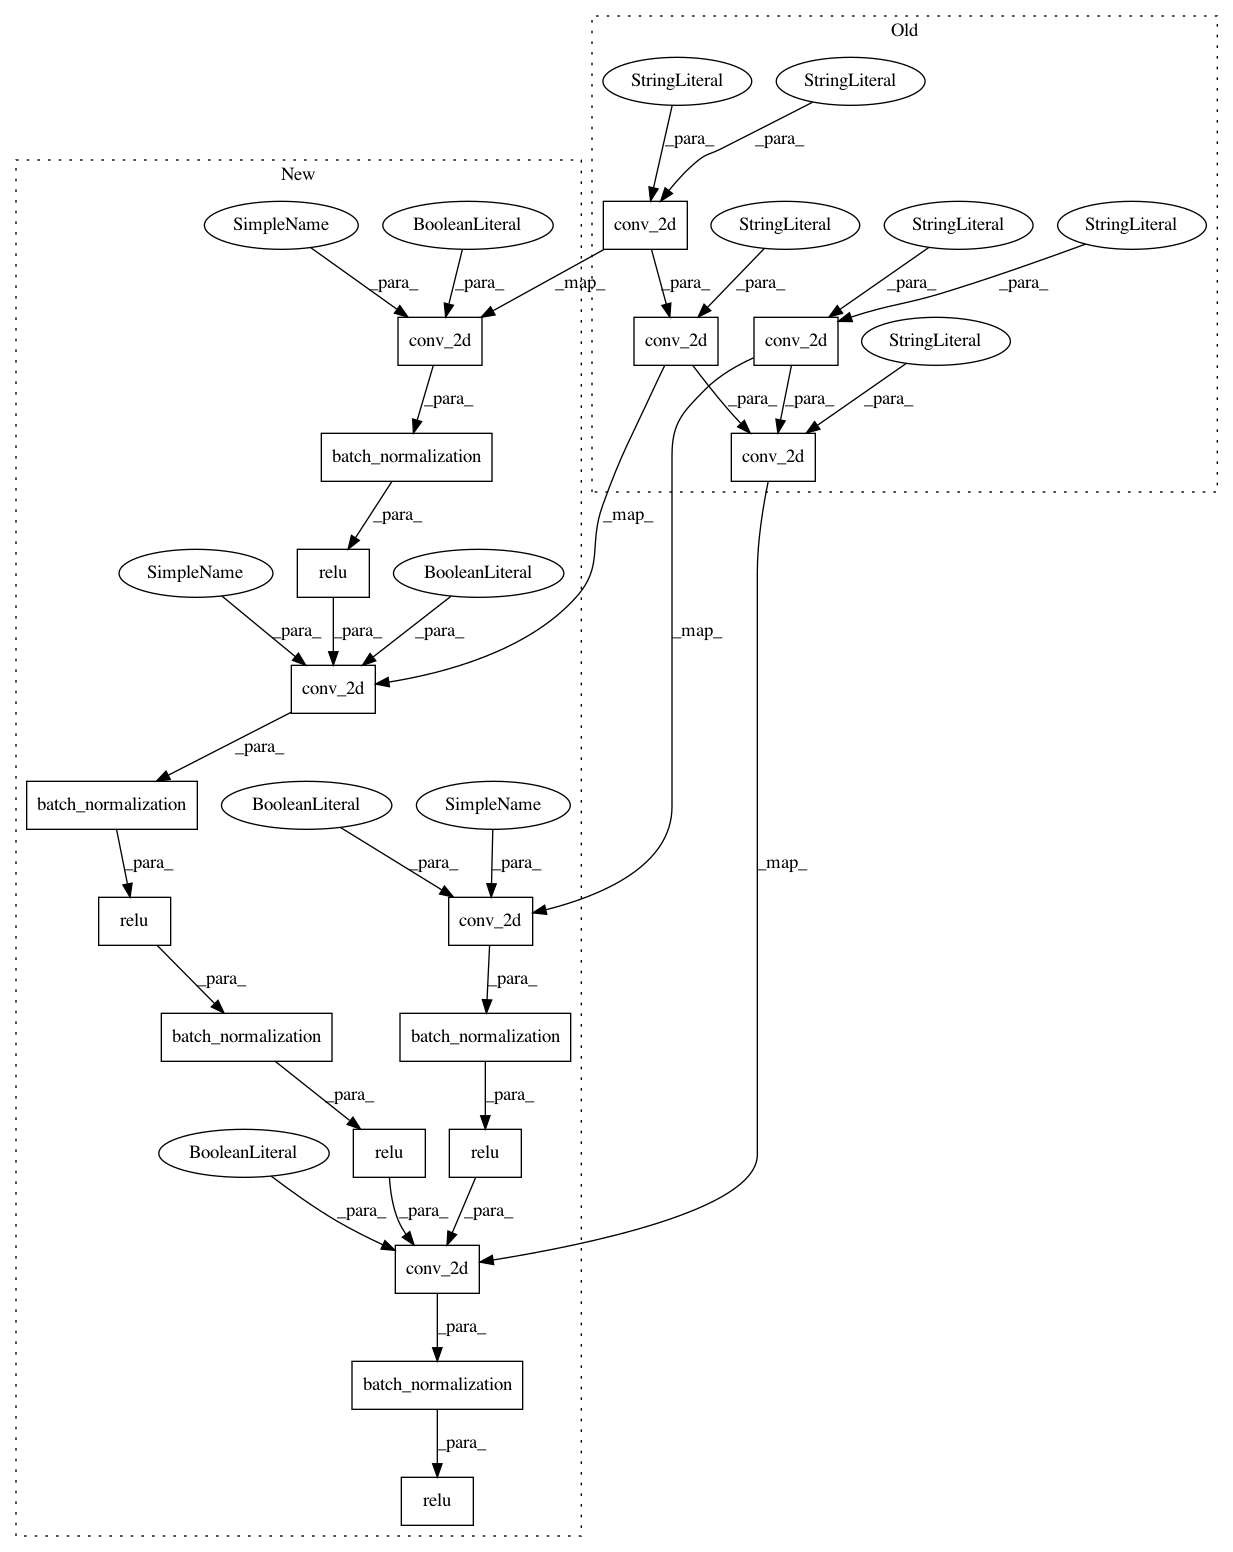 Old
StringLiteral StringLiteral
_para_ _para_
New
SimpleName BooleanLiteral conv_2d StringLiteral StringLiteral StringLiteral
_para_ _para_ _map_ _para_ _para_ _para_ _para_
conv_2d conv_2d conv_2d StringLiteral
_para_ _para_ _para_ _para_
batch_normalization conv_2d
_para_ _map_
SimpleName relu BooleanLiteral
_para_ _para_ _para_ _map_
conv_2d
_para_
batch_normalization BooleanLiteral SimpleName
_para_ _para_ _para_ _map_
relu conv_2d
_para_ _para_
batch_normalization batch_normalization
_para_ _para_
BooleanLiteral relu relu
_para_ _para_ _para_
conv_2d
_para_
batch_normalization
_para_
relu